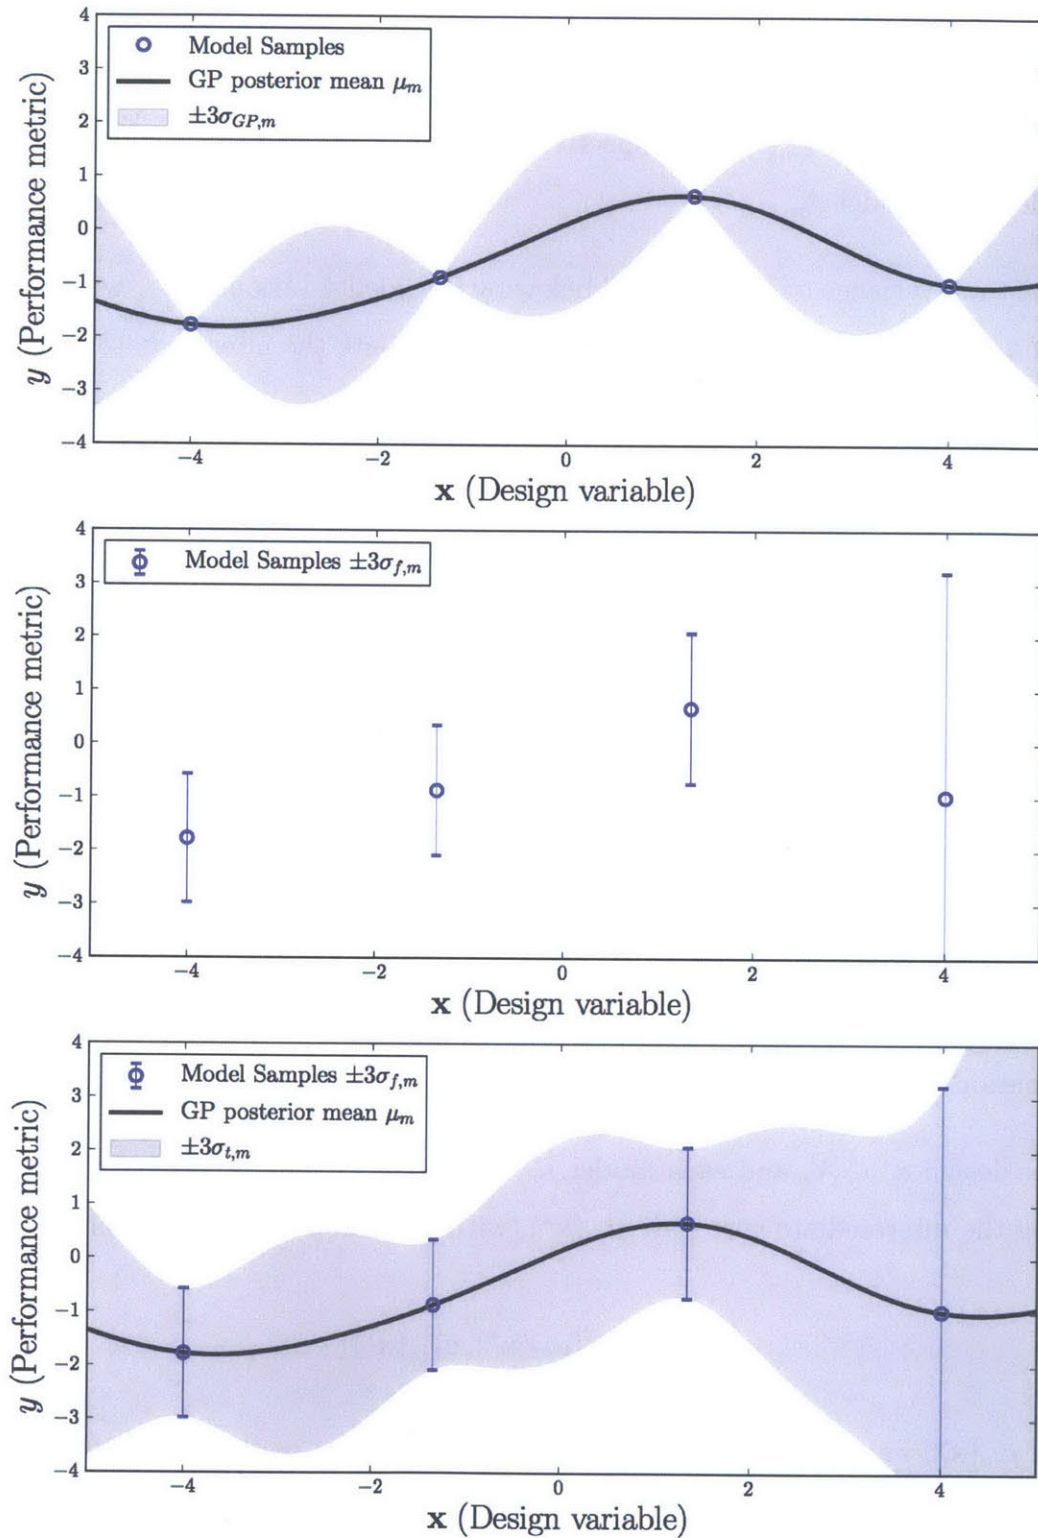 4
3
2
1
0
−1
−2
−3
−4
y (Performance metric)
Model Samples
GP posterior mean μm
±3σGP,m
−4 −2 0 2 4
x (Design variable)
4
3
2
1
0
−1
−2
−3
−4
y (Performance metric)
Model Samples ±3σf,m
−4 −2 0 2 4
x (Design variable)
4
3
2
1
0
−1
−2
−3
−4
y (Performance metric)
Model Samples ±3σf,m
GP posterior mean μm
±3σt,m
−4 −2 0 2 4
x (Design variable)